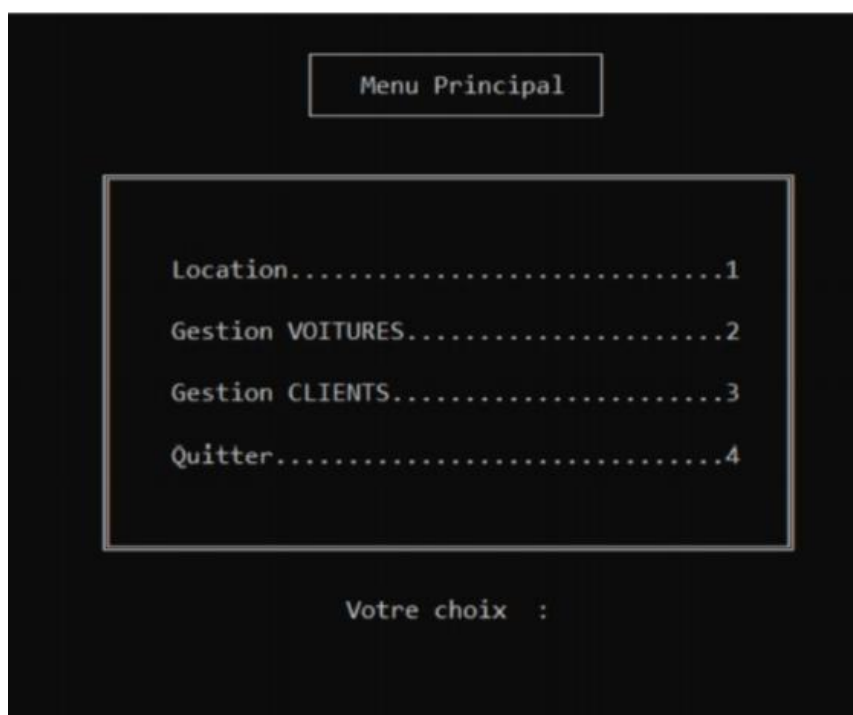 Menu Principal
Location..............................1
Gestion VOITURES......................2
Gestion CLIENTS.......................3
Quitter...............................4
Votre choix  :